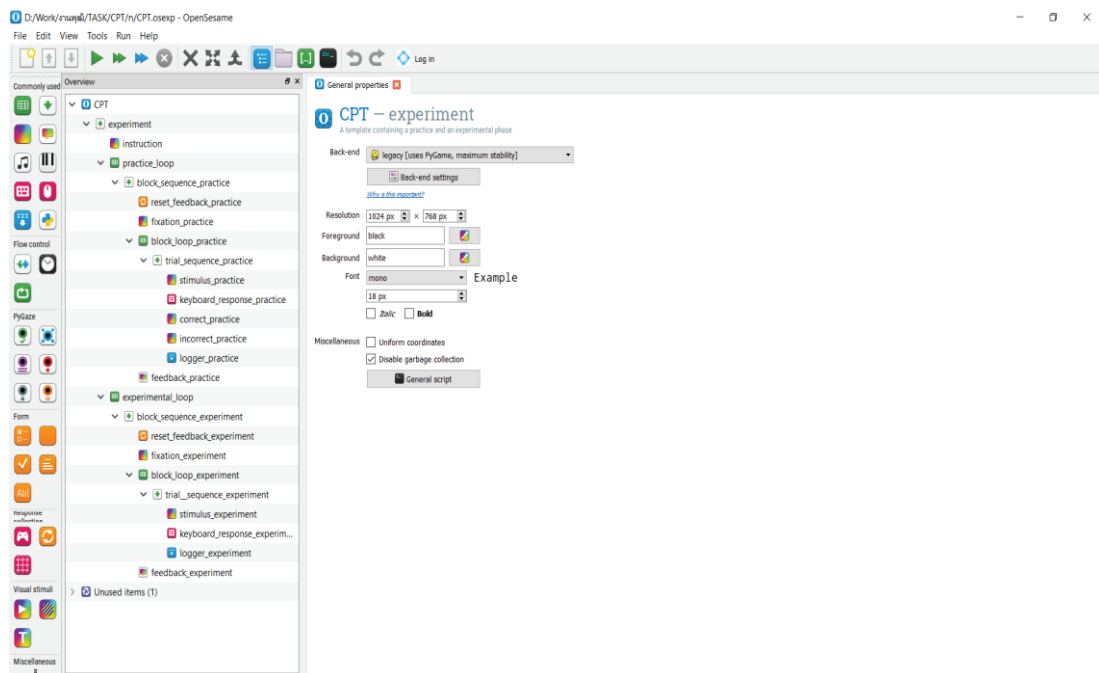 D:/Work/งานพุฒิ/TASK/CPT/n/CPT.osexp - OpenSesame
File Edit View Tools Run Help
Log in
Commonly used
Flow control
PyGaze
Form
Response collection
Visual stimuli
Miscellaneous
Overview
CPT
experiment
instruction
practice_loop
block_sequence_practice
reset_feedback_practice
fixation_practice
block_loop_practice
trial_sequence_practice
stimulus_practice
keyboard_response_practice
correct_practice
incorrect_practice
logger_practice
feedback_practice
experimental_loop
block_sequence_experiment
reset_feedback_experiment
fixation_experiment
block_loop_experiment
trial__sequence_experiment
stimulus_experiment
keyboard_response_experim...
logger_experiment
feedback_experiment
Unused items (1)
General properties
CPT – experiment
A template containing a practice and an experimental phase
Back-end legacy [uses PyGame, maximum stability]
Back-end settings
Why is this important?
Resolution 1024 px × 768 px
Foreground black
Background white
Font mono Example
18 px
Italic Bold
Miscellaneous Uniform coordinates
Disable garbage collection
General script